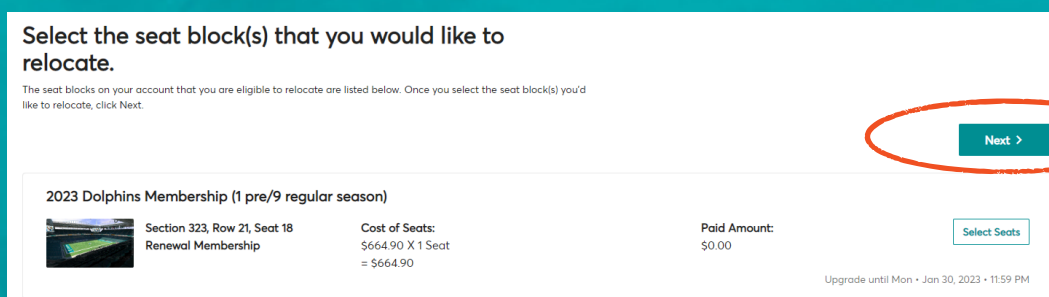 Select the seat block(s) that you would like to
relocate.
The seat blocks on your account that you are eligible to relocate are listed below. Once you select the seat block(s) you'd
like to relocate, click Next.
Next >
2023 Dolphins Membership (1 pre/9 regular season)
Section 323, Row 21, Seat 18
Renewal Membership
Cost of Seats:
$664.90 X 1 Seat
= $664.90
Paid Amount:
$0.00
Select Seats
Upgrade until Mon • Jan 30, 2023 • 11:59 PM